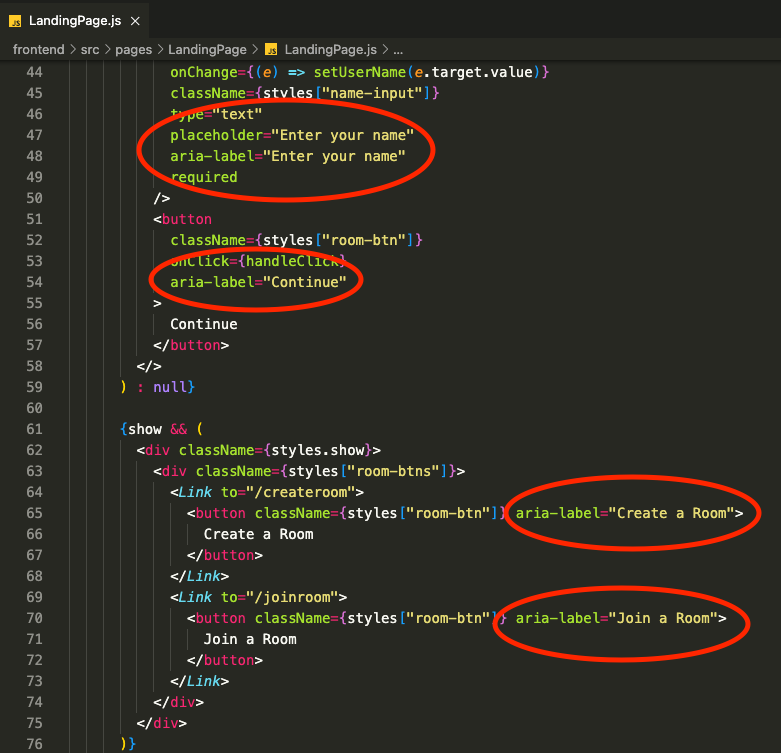 JS LandingPage.js ×
frontend > src > pages > LandingPage > JS LandingPage.js > ...
44 onChange={(e) => setUserName(e.target.value)}
45 className={styles["name-input"]}
46 type="text"
47 placeholder="Enter your name"
48 aria-label="Enter your name"
49 required
50 />
51 <button
52 className={styles["room-btn"]}
53 onClick={handleClick}
54 aria-label="Continue"
55 >
56 Continue
57 </button>
58 </>
59 ) : null}
60
61 {show && (
62 <div className={styles.show}>
63 <div className={styles["room-btns"]}>
64 <Link to="/createroom">
65 <button className={styles["room-btn"]} aria-label="Create a Room">
66 Create a Room
67 </button>
68 </Link>
69 <Link to="/joinroom">
70 <button className={styles["room-btn"]} aria-label="Join a Room">
71 Join a Room
72 </button>
73 </Link>
74 </div>
75 </div>
76 )}